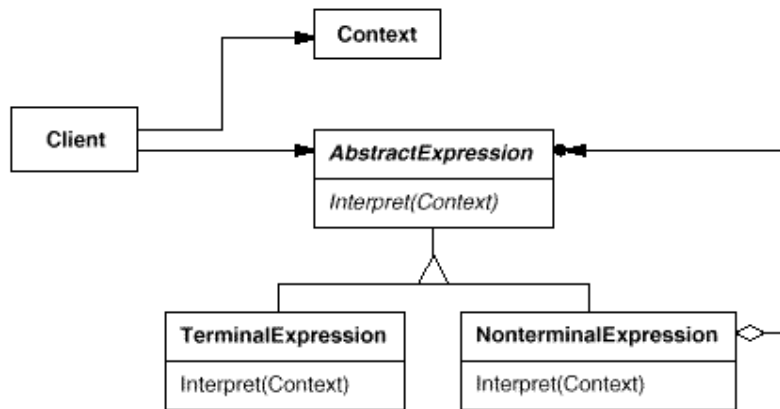 Context
Client
AbstractExpression
Interpret(Context)
TerminalExpression
Interpret(Context)
NonterminalExpression
Interpret(Context)